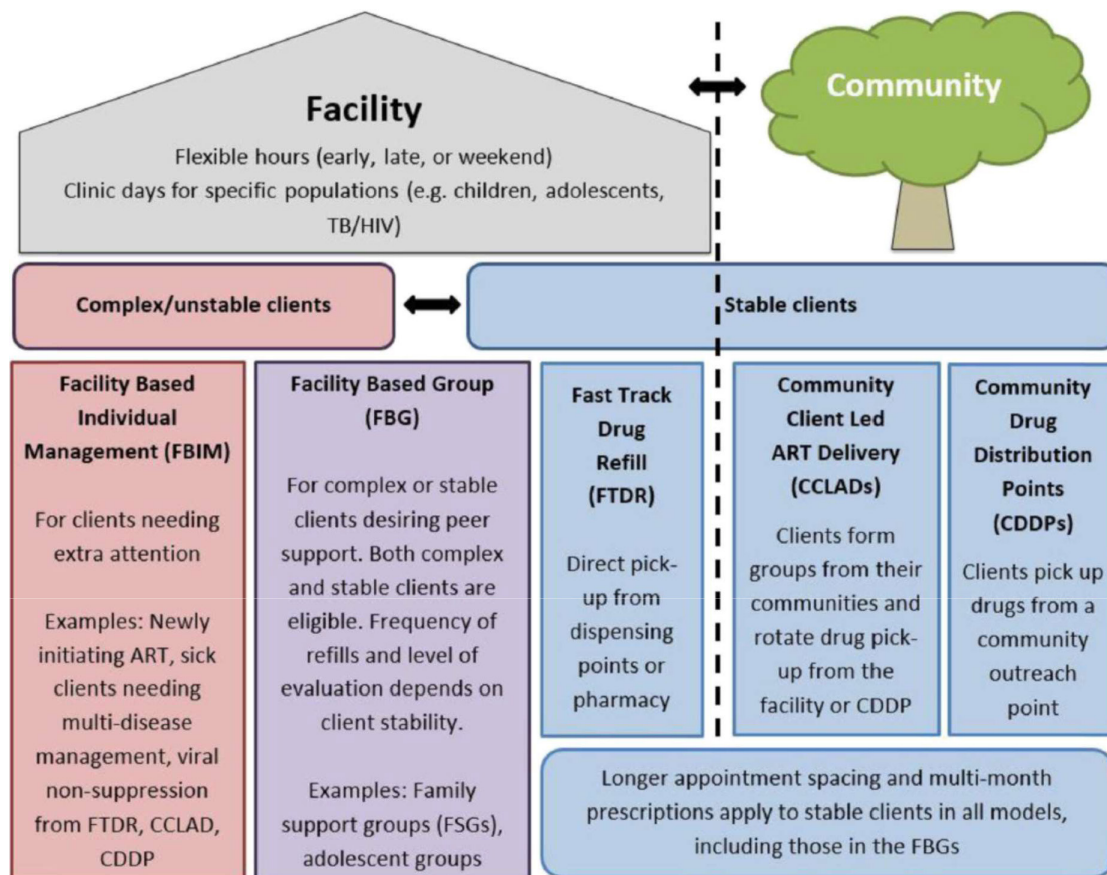 Facility
Flexible hours (early, late, or weekend)
Clinic days for specific populations (e.g. children, adolescents,
TB/HIV)
Community
Complex/unstable clients
Stable clients
Facility Based
Individual
Management (FBIM)
For clients needing
extra attention
Examples: Newly
initiating ART, sick
clients needing
multi-disease
management, viral
non-suppression
from FTDR, CCLAD,
CDDP
Facility Based Group
(FBG)
For complex or stable
clients desiring peer
support. Both complex
and stable clients are
eligible. Frequency of
refills and level of
evaluation depends on
client stability.
Examples: Family
support groups (FSGs),
adolescent groups
Fast Track
Drug
Refill
(FTDR)
Direct pick-
up from
dispensing
points or
pharmacy
Community
Client Led
ART Delivery
(CCLADs)
Clients form
groups from their
communities and
rotate drug pick-
up from the
facility or CDDP
Community
Drug
Distribution
Points
(CDDPs)
Clients pick up
drugs from a
community
outreach
point
Longer appointment spacing and multi-month
prescriptions apply to stable clients in all models,
including those in the FBGs